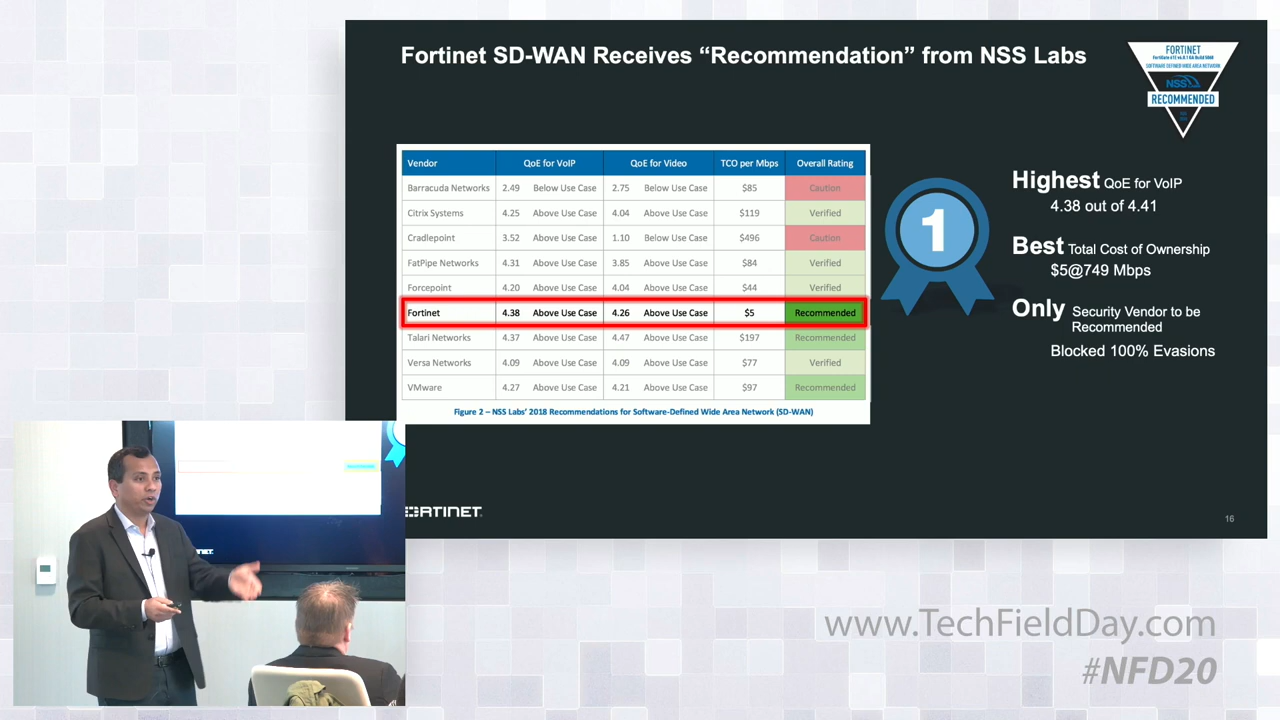 Fortinet SD-WAN Receives “Recommendation” from NSS Labs
FORTINET
SOFTWARE DEFINED WIDE AREA NETWORK
NSS
RECOMMENDED
Vendor QoE for VoIP QoE for Video TCO per Mbps Overall Rating
Barracuda Networks 2.49 Below Use Case 2.75 Below Use Case $85 Caution
Citrix Systems 4.25 Above Use Case 4.04 Above Use Case $119 Verified
Cradlepoint 3.52 Above Use Case 1.10 Below Use Case $496 Caution
FatPipe Networks 4.31 Above Use Case 3.85 Above Use Case $84 Verified
Forcepoint 4.20 Above Use Case 4.04 Above Use Case $44 Verified
Fortinet 4.38 Above Use Case 4.26 Above Use Case $5 Recommended
Talari Networks 4.37 Above Use Case 4.47 Above Use Case $197 Recommended
Versa Networks 4.09 Above Use Case 4.09 Above Use Case $77 Verified
VMware 4.27 Above Use Case 4.21 Above Use Case $97 Recommended
Figure 2 – NSS Labs’ 2018 Recommendations for Software-Defined Wide Area Network (SD-WAN)
1
Highest QoE for VoIP
4.38 out of 4.41
Best Total Cost of Ownership
$5@749 Mbps
Only Security Vendor to be
Recommended
Blocked 100% Evasions
FORTINET
16
www.TechFieldDay.com
#NFD20